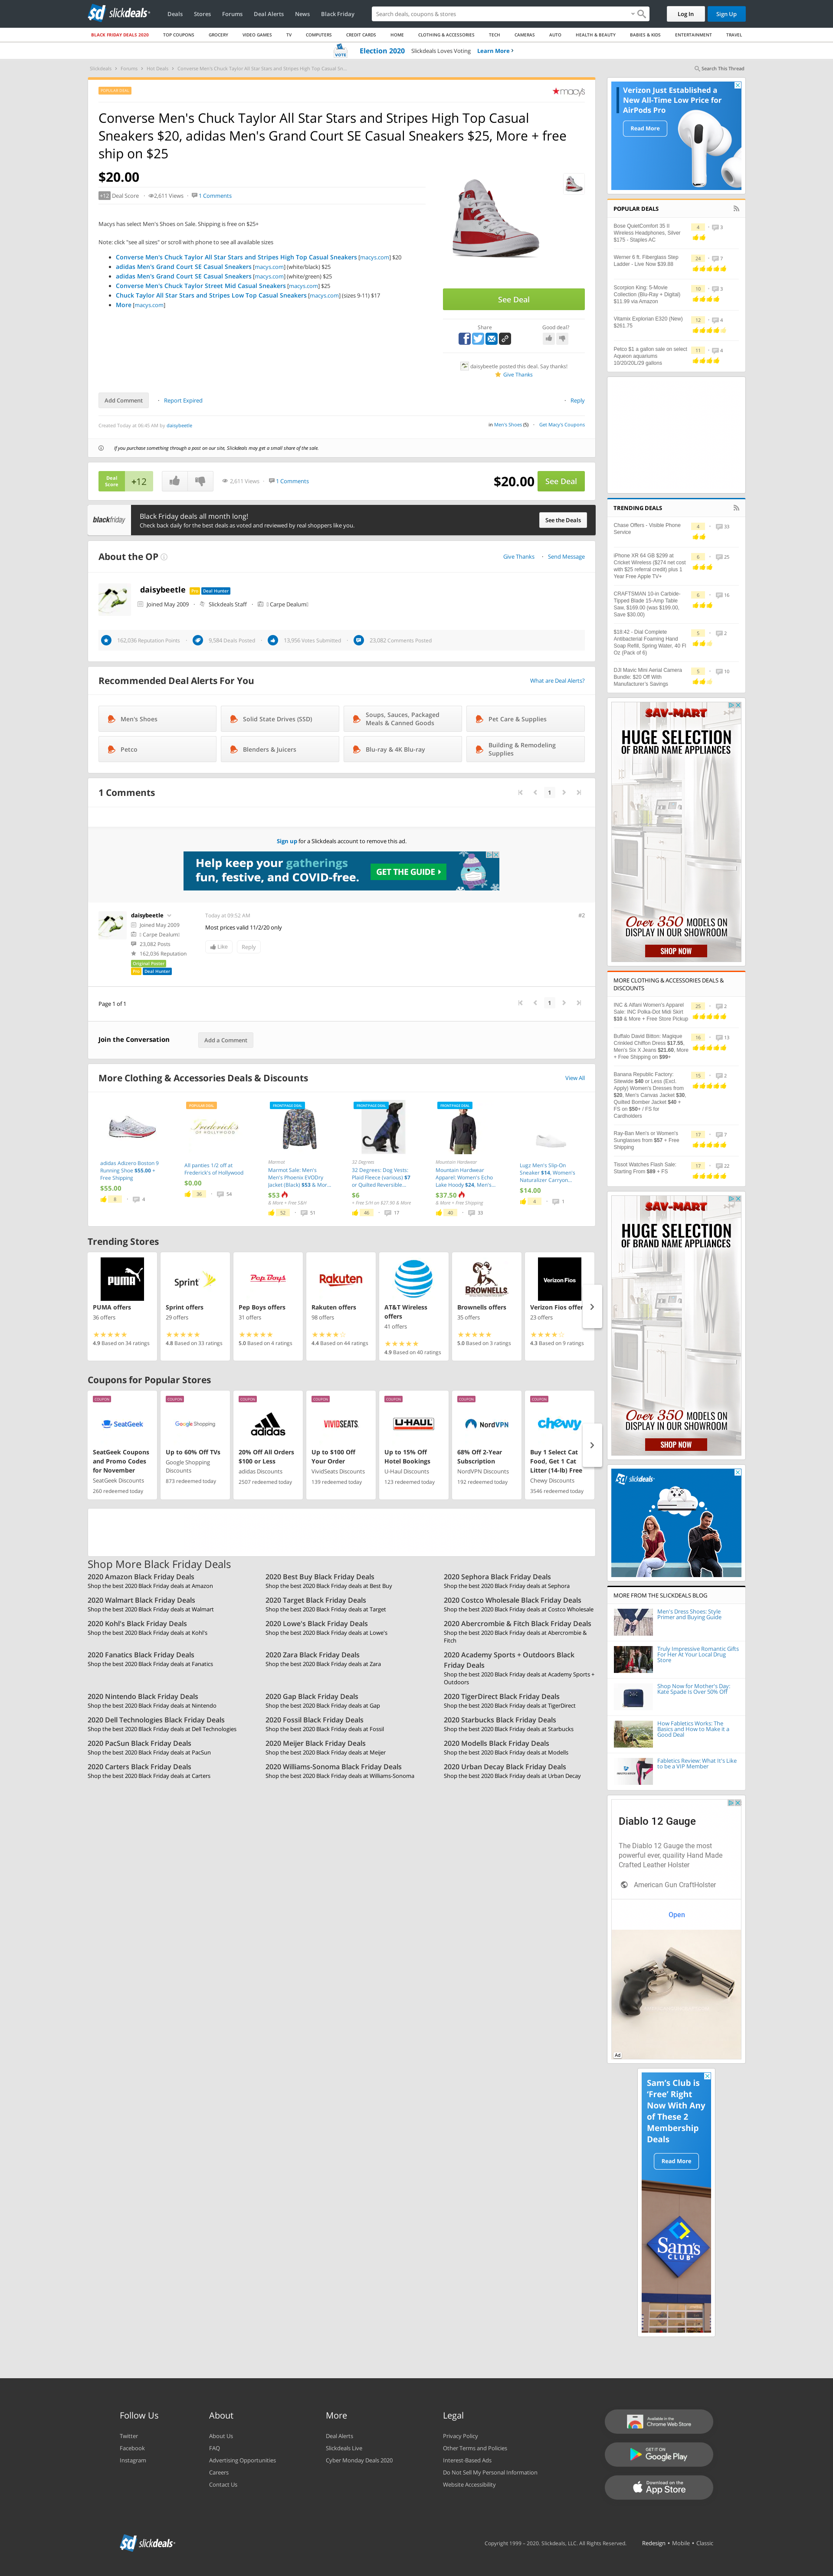 slickdeals
Deals
Stores
Forums
Deal Alerts
News
Black Friday
Search deals, coupons & stores
Log In
Sign Up
BLACK FRIDAY DEALS 2020
TOP COUPONS
GROCERY
VIDEO GAMES
TV
COMPUTERS
CREDIT CARDS
HOME
CLOTHING & ACCESSORIES
TECH
CAMERAS
AUTO
HEALTH & BEAUTY
BABIES & KIDS
ENTERTAINMENT
TRAVEL
VOTE
Election 2020 Slickdeals Loves Voting Learn More
Slickdeals
Forums
Hot Deals
Converse Men's Chuck Taylor All Star Stars and Stripes High Top Casual Sn...
Search This Thread
POPULAR DEAL
macy's
Converse Men's Chuck Taylor All Star Stars and Stripes High Top Casual
Sneakers $20, adidas Men's Grand Court SE Casual Sneakers $25, More + free
ship on $25
$20.00
+12 Deal Score
2,611 Views
1 Comments
Macys has select Men's Shoes on Sale. Shipping is free on $25+
Note: click "see all sizes" or scroll with phone to see all available sizes
Converse Men's Chuck Taylor All Star Stars and Stripes High Top Casual Sneakers [macys.com] $20
adidas Men's Grand Court SE Casual Sneakers [macys.com] (white/black) $25
adidas Men's Grand Court SE Casual Sneakers [macys.com] (white/green) $25
Converse Men's Chuck Taylor Street Mid Casual Sneakers [macys.com] $25
Chuck Taylor All Star Stars and Stripes Low Top Casual Sneakers [macys.com] (sizes 9-11) $17
More [macys.com]
See Deal
Share
Good deal?
daisybeetle posted this deal. Say thanks!
Give Thanks
Add Comment
Report Expired
Reply
Created Today at 06:45 AM by daisybeetle
in Men's Shoes (5)
Get Macy's Coupons
If you purchase something through a post on our site, Slickdeals may get a small share of the sale.
Deal
Score
+12
2,611 Views
1 Comments
$20.00
See Deal
blackfriday
Black Friday deals all month long!
Check back daily for the best deals as voted and reviewed by real shoppers like you.
See the Deals
About the OP
Give Thanks
Send Message
daisybeetle Pro Deal Hunter
Joined May 2009
Slickdeals Staff
{ Carpe Dealum}
162,036 Reputation Points
9,584 Deals Posted
13,956 Votes Submitted
23,082 Comments Posted
Recommended Deal Alerts For You
What are Deal Alerts?
Men's Shoes
Solid State Drives (SSD)
Soups, Sauces, Packaged
Meals & Canned Goods
Pet Care & Supplies
Petco
Blenders & Juicers
Blu-ray & 4K Blu-ray
Building & Remodeling
Supplies
1 Comments
1
Sign up for a Slickdeals account to remove this ad.
Help keep your gatherings
fun, festive, and COVID-free.
GET THE GUIDE
daisybeetle
Joined May 2009
{ Carpe Dealum}
23,082 Posts
162,036 Reputation
Original Poster
Pro Deal Hunter
Today at 09:52 AM
#2
Most prices valid 11/2/20 only
Like
Reply
Page 1 of 1
1
Join the Conversation
Add a Comment
More Clothing & Accessories Deals & Discounts
View All
adidas Adizero Boston 9
Running Shoe $55.00 +
Free Shipping
$55.00
8
4
POPULAR DEAL
Frederick's
OF HOLLYWOOD
All panties 1/2 off at
Frederick's of Hollywood
$0.00
36
54
FRONTPAGE DEAL
Marmot
Marmot Sale: Men's
Men's Phoenix EVODry
Jacket (Black) $53 & Mor...
$53
& More + Free S&H
52
51
FRONTPAGE DEAL
32 Degrees
32 Degrees: Dog Vests:
Plaid Fleece (various) $7
or Quilted Reversible...
$6
+ Free S/H on $27.99 & More
46
17
FRONTPAGE DEAL
Mountain Hardwear
Mountain Hardwear
Apparel: Women's Echo
Lake Hoody $24, Men's...
$37.50
& More + Free Shipping
40
33
Lugz Men's Slip On
Sneaker $14, Women's
Naturalizer Carryon...
$14.00
6
1
Trending Stores
PUMA
PUMA offers
36 offers
4.9 Based on 34 ratings
Sprint
Sprint offers
29 offers
4.8 Based on 33 ratings
Pep Boys
Pep Boys offers
31 offers
5.0 Based on 4 ratings
Rakuten
Rakuten offers
98 offers
4.4 Based on 44 ratings
AT&T Wireless
offers
41 offers
4.9 Based on 40 ratings
BROWNELLS
Brownells offers
35 offers
5.0 Based on 3 ratings
Verizon Fios
Verizon Fios offer
23 offers
4.3 Based on 9 ratings
Coupons for Popular Stores
COUPON
SeatGeek
SeatGeek Coupons
and Promo Codes
for November
SeatGeek Discounts
260 redeemed today
COUPON
Google Shopping
Up to 60% Off TVs
Google Shopping
Discounts
873 redeemed today
COUPON
adidas
20% Off All Orders
$100 or Less
adidas Discounts
2507 redeemed today
COUPON
VIVIDSEATS
Up to $100 Off
Your Order
VividSeats Discounts
139 redeemed today
COUPON
U-HAUL
Up to 15% Off
Hotel Bookings
U-Haul Discounts
123 redeemed today
COUPON
NordVPN
68% Off 2-Year
Subscription
NordVPN Discounts
192 redeemed today
COUPON
chewy
Buy 1 Select Cat
Food, Get 1 Cat
Litter (14-lb) Free
Chewy Discounts
3546 redeemed today
Shop More Black Friday Deals
2020 Amazon Black Friday Deals
Shop the best 2020 Black Friday deals at Amazon
2020 Best Buy Black Friday Deals
Shop the best 2020 Black Friday deals at Best Buy
2020 Sephora Black Friday Deals
Shop the best 2020 Black Friday deals at Sephora
2020 Walmart Black Friday Deals
Shop the best 2020 Black Friday deals at Walmart
2020 Target Black Friday Deals
Shop the best 2020 Black Friday deals at Target
2020 Costco Wholesale Black Friday Deals
Shop the best 2020 Black Friday deals at Costco Wholesale
2020 Kohl's Black Friday Deals
Shop the best 2020 Black Friday deals at Kohl's
2020 Lowe's Black Friday Deals
Shop the best 2020 Black Friday deals at Lowe's
2020 Abercrombie & Fitch Black Friday Deals
Shop the best 2020 Black Friday deals at Abercrombie &
Fitch
2020 Fanatics Black Friday Deals
Shop the best 2020 Black Friday deals at Fanatics
2020 Zara Black Friday Deals
Shop the best 2020 Black Friday deals at Zara
2020 Academy Sports + Outdoors Black
Friday Deals
Shop the best 2020 Black Friday deals at Academy Sports +
Outdoors
2020 Nintendo Black Friday Deals
Shop the best 2020 Black Friday deals at Nintendo
2020 Gap Black Friday Deals
Shop the best 2020 Black Friday deals at Gap
2020 TigerDirect Black Friday Deals
Shop the best 2020 Black Friday deals at TigerDirect
2020 Dell Technologies Black Friday Deals
Shop the best 2020 Black Friday deals at Dell Technologies
2020 Fossil Black Friday Deals
Shop the best 2020 Black Friday deals at Fossil
2020 Starbucks Black Friday Deals
Shop the best 2020 Black Friday deals at Starbucks
2020 PacSun Black Friday Deals
Shop the best 2020 Black Friday deals at PacSun
2020 Meijer Black Friday Deals
Shop the best 2020 Black Friday deals at Meijer
2020 Modells Black Friday Deals
Shop the best 2020 Black Friday deals at Modells
2020 Carters Black Friday Deals
Shop the best 2020 Black Friday deals at Carters
2020 Williams-Sonoma Black Friday Deals
Shop the best 2020 Black Friday deals at Williams-Sonoma
2020 Urban Decay Black Friday Deals
Shop the best 2020 Black Friday deals at Urban Decay
Verizon Just Established a
New All-Time Low Price for
AirPods Pro
Read More
POPULAR DEALS
Bose QuietComfort 35 II
Wireless Headphones, Silver
$175 - Staples AC
4
3
Werner 6 ft. Fiberglass Step
Ladder - Live Now $39.88
24
7
Scorpion King: 5-Movie
Collection (Blu-Ray + Digital)
$11.99 via Amazon
10
3
Vitamix Explorian E320 (New)
$261.75
12
4
Petco $1 a gallon sale on select
Aqueon aquariums
10/20/20L/29 gallons
11
4
TRENDING DEALS
Chase Offers - Visible Phone
Service
4
33
iPhone XR 64 GB $299 at
Cricket Wireless ($274 net cost
with $25 referral credit) plus 1
Year Free Apple TV+
6
25
CRAFTSMAN 10-in Carbide-
Tipped Blade 15-Amp Table
Saw, $169.00 (was $199.00,
Save $30.00)
6
16
$18.42 - Dial Complete
Antibacterial Foaming Hand
Soap Refill, Spring Water, 40 Fl
Oz (Pack of 6)
5
2
DJI Mavic Mini Aerial Camera
Bundle: $20 Off With
Manufacturer's Savings
5
10
SAV-MART
HUGE SELECTION
OF BRAND NAME APPLIANCES
Over 350 MODELS ON
DISPLAY IN OUR SHOWROOM
SHOP NOW
MORE CLOTHING & ACCESSORIES DEALS &
DISCOUNTS
INC & Alfani Women's Apparel
Sale: INC Polka-Dot Midi Skirt
$10 & More + Free Store Pickup
25
2
Buffalo David Bitton: Magique
Crinkled Chiffon Dress $17.55,
Men's Six X Jeans $21.60, More
+ Free Shipping on $99+
16
13
Banana Republic Factory:
Sitewide $40 or Less (Excl.
Apply) Women's Dresses from
$20, Men's Canvas Jacket $30,
Quilted Bomber Jacket $40 +
FS on $50+ / FS for
Cardholders
15
2
Ray-Ban Men's or Women's
Sunglasses from $57 + Free
Shipping
17
7
Tissot Watches Flash Sale:
Starting From $89 + FS
17
22
SAV-MART
HUGE SELECTION
OF BRAND NAME APPLIANCES
Over 350 MODELS ON
DISPLAY IN OUR SHOWROOM
SHOP NOW
slickdeals
MORE FROM THE SLICKDEALS BLOG
Men's Dress Shoes: Style
Primer and Buying Guide
Truly Impressive Romantic Gifts
For Her At Your Local Drug
Store
Shop Now for Mother's Day:
Kate Spade Is Over 50% Off
How Fabletics Works: The
Basics and How to Make it a
Good Deal
Fabletics Review: What It's Like
to be a VIP Member
Diablo 12 Gauge
The Diablo 12 Gauge the most
powerful ever, quaility Hand Made
Crafted Leather Holster
American Gun CraftHolster
Open
Ad
Sam's Club is
'Free' Right
Now With Any
of These 2
Membership
Deals
Read More
Sam's
CLUB
Follow Us
Twitter
Facebook
Instagram
About
About Us
FAQ
Advertising Opportunities
Careers
Contact Us
More
Deal Alerts
Slickdeals Live
Cyber Monday Deals 2020
Legal
Privacy Policy
Other Terms and Policies
Interest-Based Ads
Do Not Sell My Personal Information
Website Accessibility
Available in the
Chrome Web Store
GET IT ON
Google Play
Download on the
App Store
slickdeals
Copyright 1999 - 2020. Slickdeals, LLC. All Rights Reserved.
Redesign • Mobile • Classic